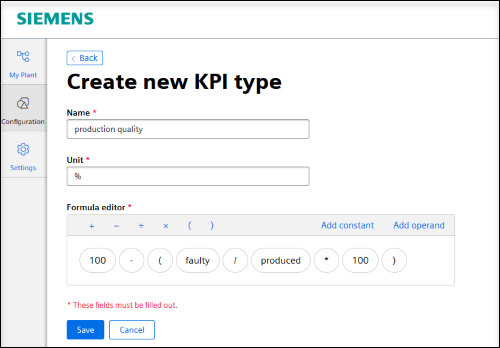 SIEMENS
< Back
My Plant
Create new KPI type
Configuration
Name *
production quality
Settings
Unit *
%
Formula editor *
+ − ÷ × ( ) Add constant Add operand
100 - ( faulty / produced * 100 )
* These fields must be filled out.
Save Cancel